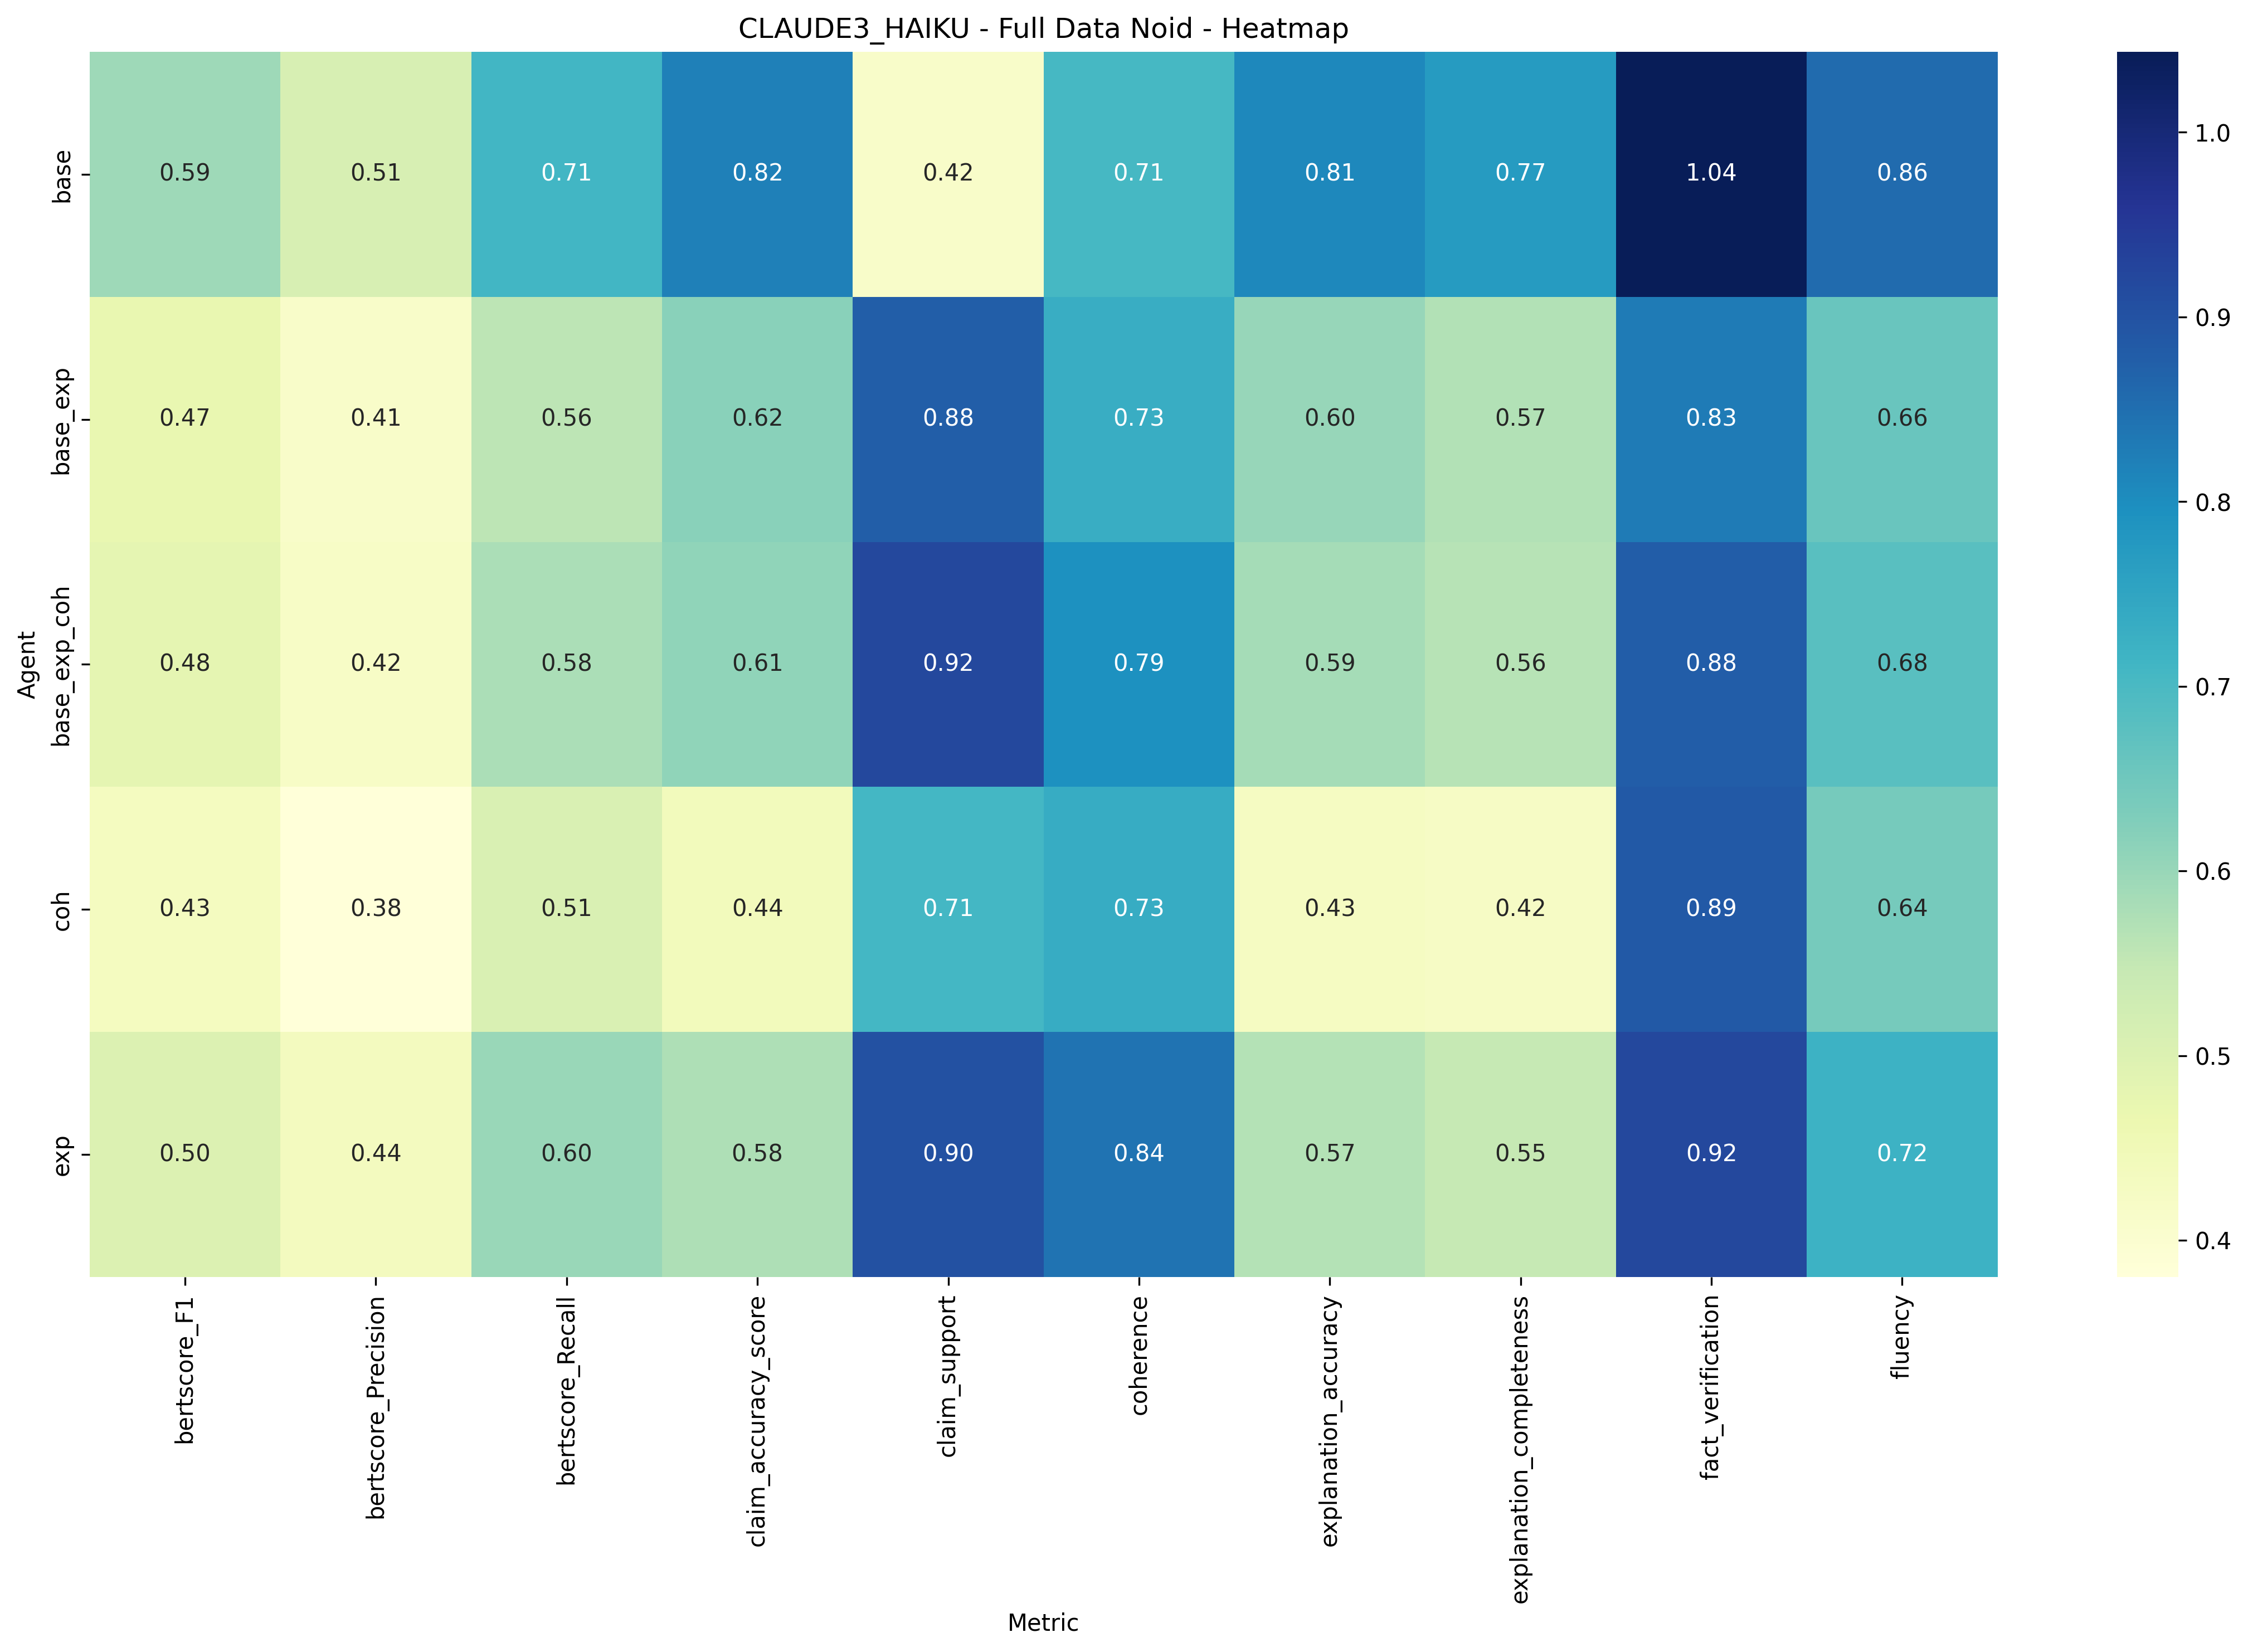 CLAUDE3_HAIKU - Full Data Noid - Heatmap
Agent
base
0.59 0.51 0.71 0.82 0.42 0.71 0.81 0.77 1.04 0.86
base_exp
0.47 0.41 0.56 0.62 0.88 0.73 0.60 0.57 0.83 0.66
base_exp_coh
0.48 0.42 0.58 0.61 0.92 0.79 0.59 0.56 0.88 0.68
coh
0.43 0.38 0.51 0.44 0.71 0.73 0.43 0.42 0.89 0.64
exp
0.50 0.44 0.60 0.58 0.90 0.84 0.57 0.55 0.92 0.72
bertscore_F1
bertscore_Precision
bertscore_Recall
claim_accuracy_score
claim_support
coherence
explanation_accuracy
explanation_completeness
fact_verification
fluency
Metric
1.0
0.9
0.8
0.7
0.6
0.5
0.4